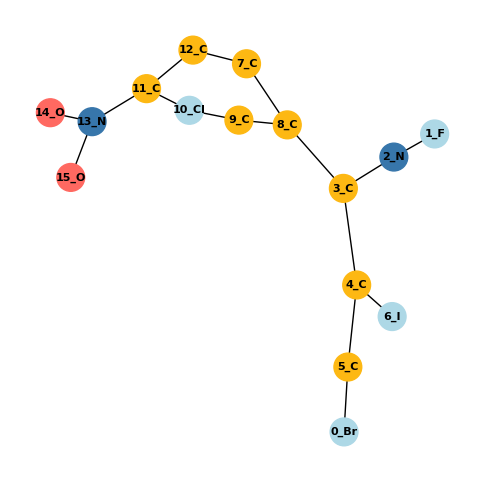 12_C
7_C
11_C
10_Cl
14_O
13_N
9_C
8_C
1_F
2_N
15_O
3_C
4_C
6_I
5_C
0_Br